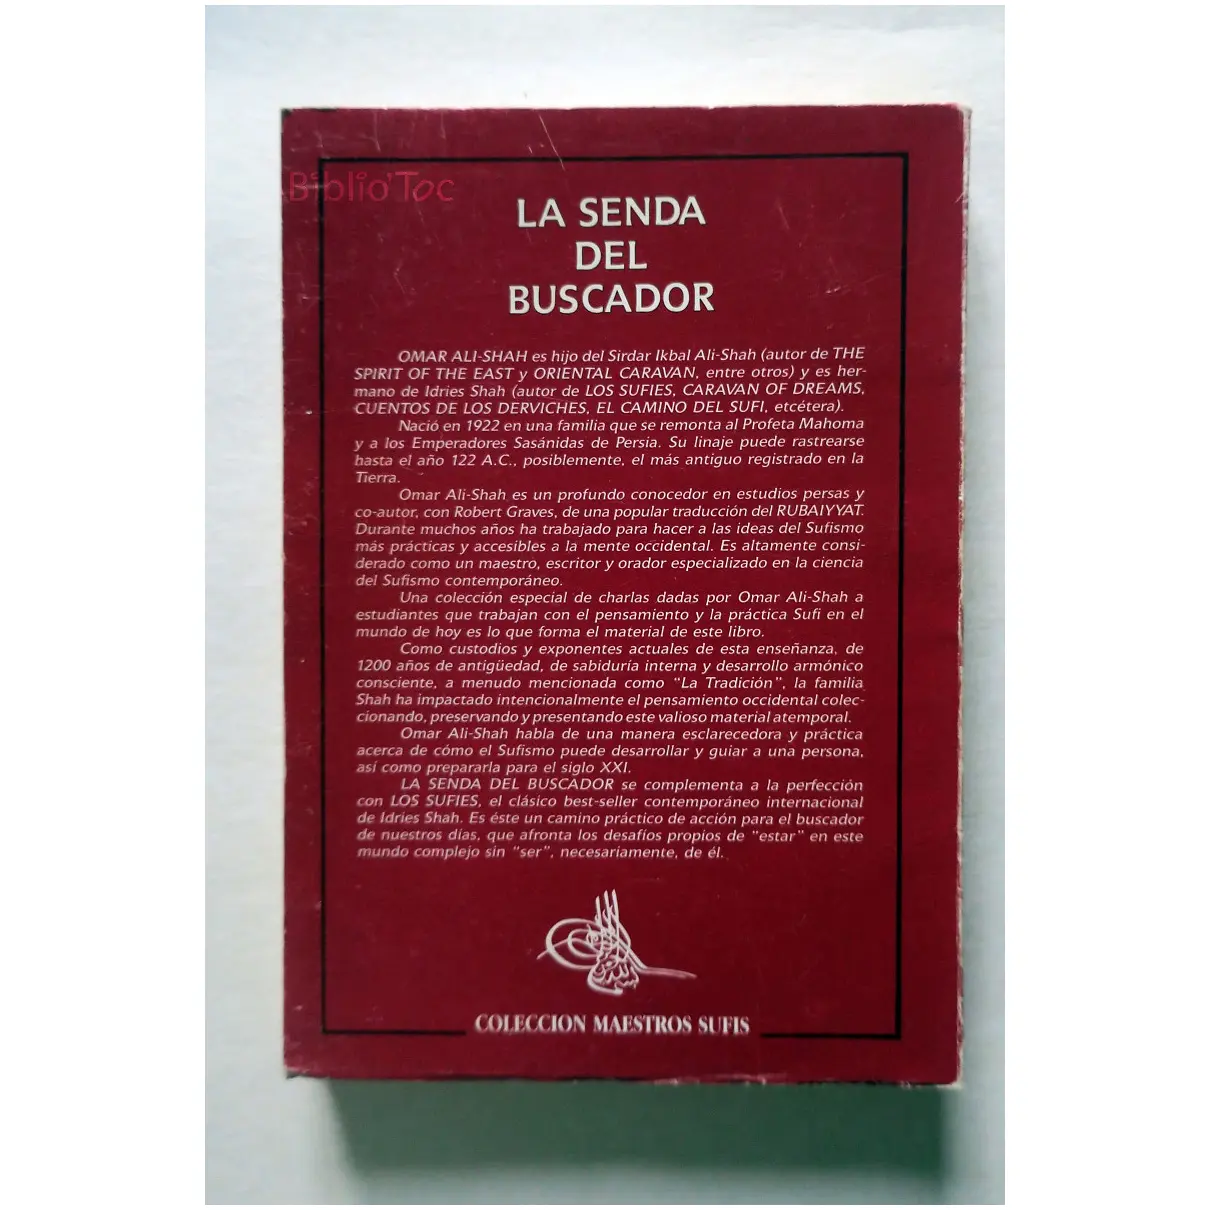 Biblio'Toc
LA SENDA
DEL
BUSCADOR
OMAR ALI-SHAH es hijo del Sirdar Ikbal Ali-Shah (autor de THE
SPIRIT OF THE EAST y ORIENTAL CARAVAN, entre otros) y es her-
mano de Idries Shah (autor de LOS SUFIES, CARAVAN OF DREAMS,
CUENTOS DE LOS DERVICHES, EL CAMINO DEL SUFI, etcétera).
Nació en 1922 en una familia que se remonta al Profeta Mahoma
y a los Emperadores Sasánidas de Persia. Su linaje puede rastrearse
hasta el año 122 A.C., posiblemente, el más antiguo registrado en la
Tierra.
Omar Ali-Shah es un profundo conocedor en estudios persas y
co-autor, con Robert Graves, de una popular traducción del RUBAIYYAT.
Durante muchos años ha trabajado para hacer a las ideas del Sufismo
más prácticas y accesibles a la mente occidental. Es altamente consi-
derado como un maestro, escritor y orador especializado en la ciencia
del Sufismo contemporáneo.
Una colección especial de charlas dadas por Omar Ali-Shah a
estudiantes que trabajan con el pensamiento y la práctica Sufi en el
mundo de hoy es lo que forma el material de este libro.
Como custodios y exponentes actuales de esta enseñanza, de
1200 años de antigüedad, de sabiduría interna y desarrollo armónico
consciente, a menudo mencionada como “La Tradición”, la familia
Shah ha impactado intencionalmente el pensamiento occidental colec-
cionando, preservando y presentando este valioso material atemporal.
Omar Ali-Shah habla de una manera esclarecedora y práctica
acerca de cómo el Sufismo puede desarrollar y guiar a una persona,
así como prepararla para el siglo XXI.
LA SENDA DEL BUSCADOR se complementa a la perfección
con LOS SUFIES, el clásico best-seller contemporáneo internacional
de Idries Shah. Es éste un camino práctico de acción para el buscador
de nuestros días, que afronta los desafíos propios de “estar” en este
mundo complejo sin “ser”, necesariamente, de él.
COLECCION MAESTROS SUFIS